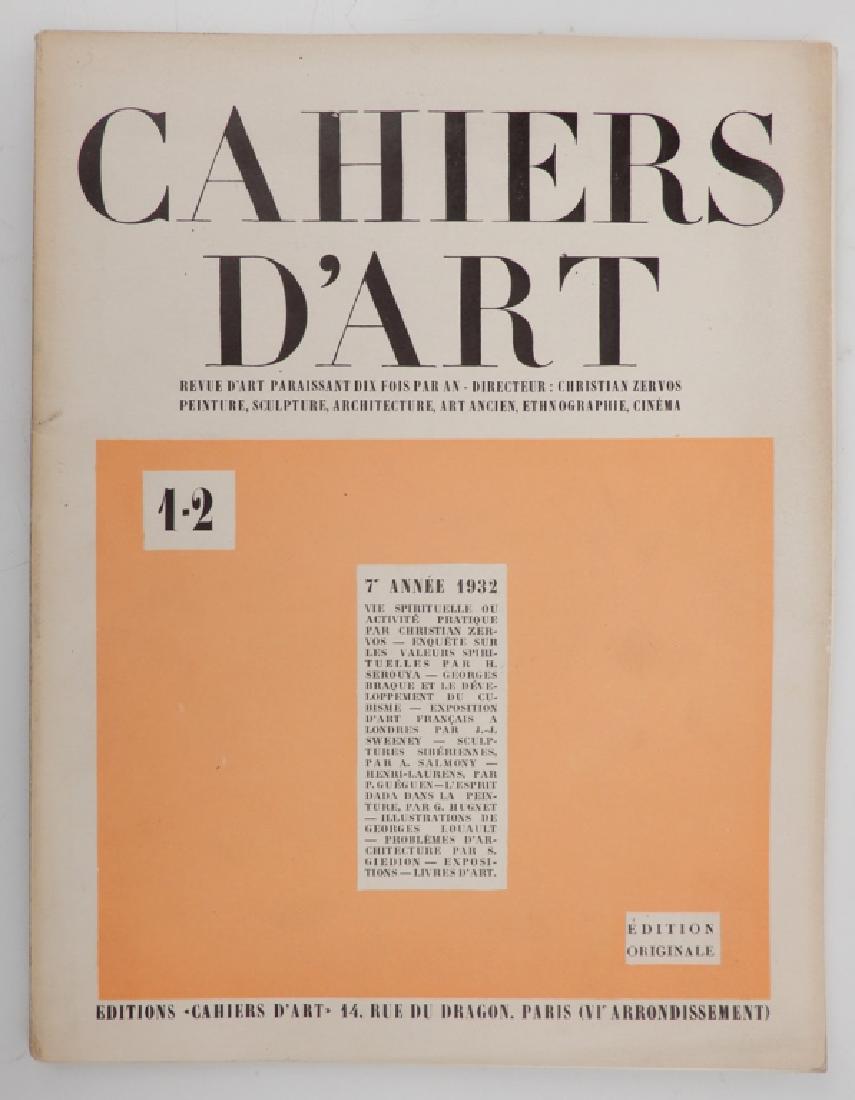 CAHIERS
D'ART
REVUE D'ART PARAISSANT DIX FOIS PAR AN - DIRECTEUR : CHRISTIAN ZERVOS
PEINTURE, SCULPTURE, ARCHITECTURE, ART ANCIEN, ETHNOGRAPHIE, CINÉMA
1-2
7e ANNÉE 1932
VIE SPIRITUELLE OU
ACTIVITÉ PRATIQUE
PAR CHRISTIAN ZER-
VOS — ENQUÊTE SUR
LES VALEURS SPIRI-
TUELLES PAR H.
SEROUYA — GEORGES
BRAQUE ET LE DÉVE-
LOPPEMENT DU CU-
BISME — EXPOSITION
D'ART FRANÇAIS A
LONDRES PAR J.-J.
SWEENEY — SCULP-
TURES SIBÉRIENNES,
PAR A. SALMONY —
HENRI-LAURENS, PAR
P. GUÉGUEN — L'ESPRIT
DADA DANS LA PEIN-
TURE, PAR G. HUGNET
— ILLUSTRATIONS DE
GEORGES LOUAULT
— PROBLÈMES D'AR-
CHITECTURE PAR S.
GIEDION — EXPOSI-
TIONS — LIVRES D'ART.
ÉDITION
ORIGINALE
EDITIONS «CAHIERS D'ART» 14, RUE DU DRAGON, PARIS (VIe ARRONDISSEMENT)